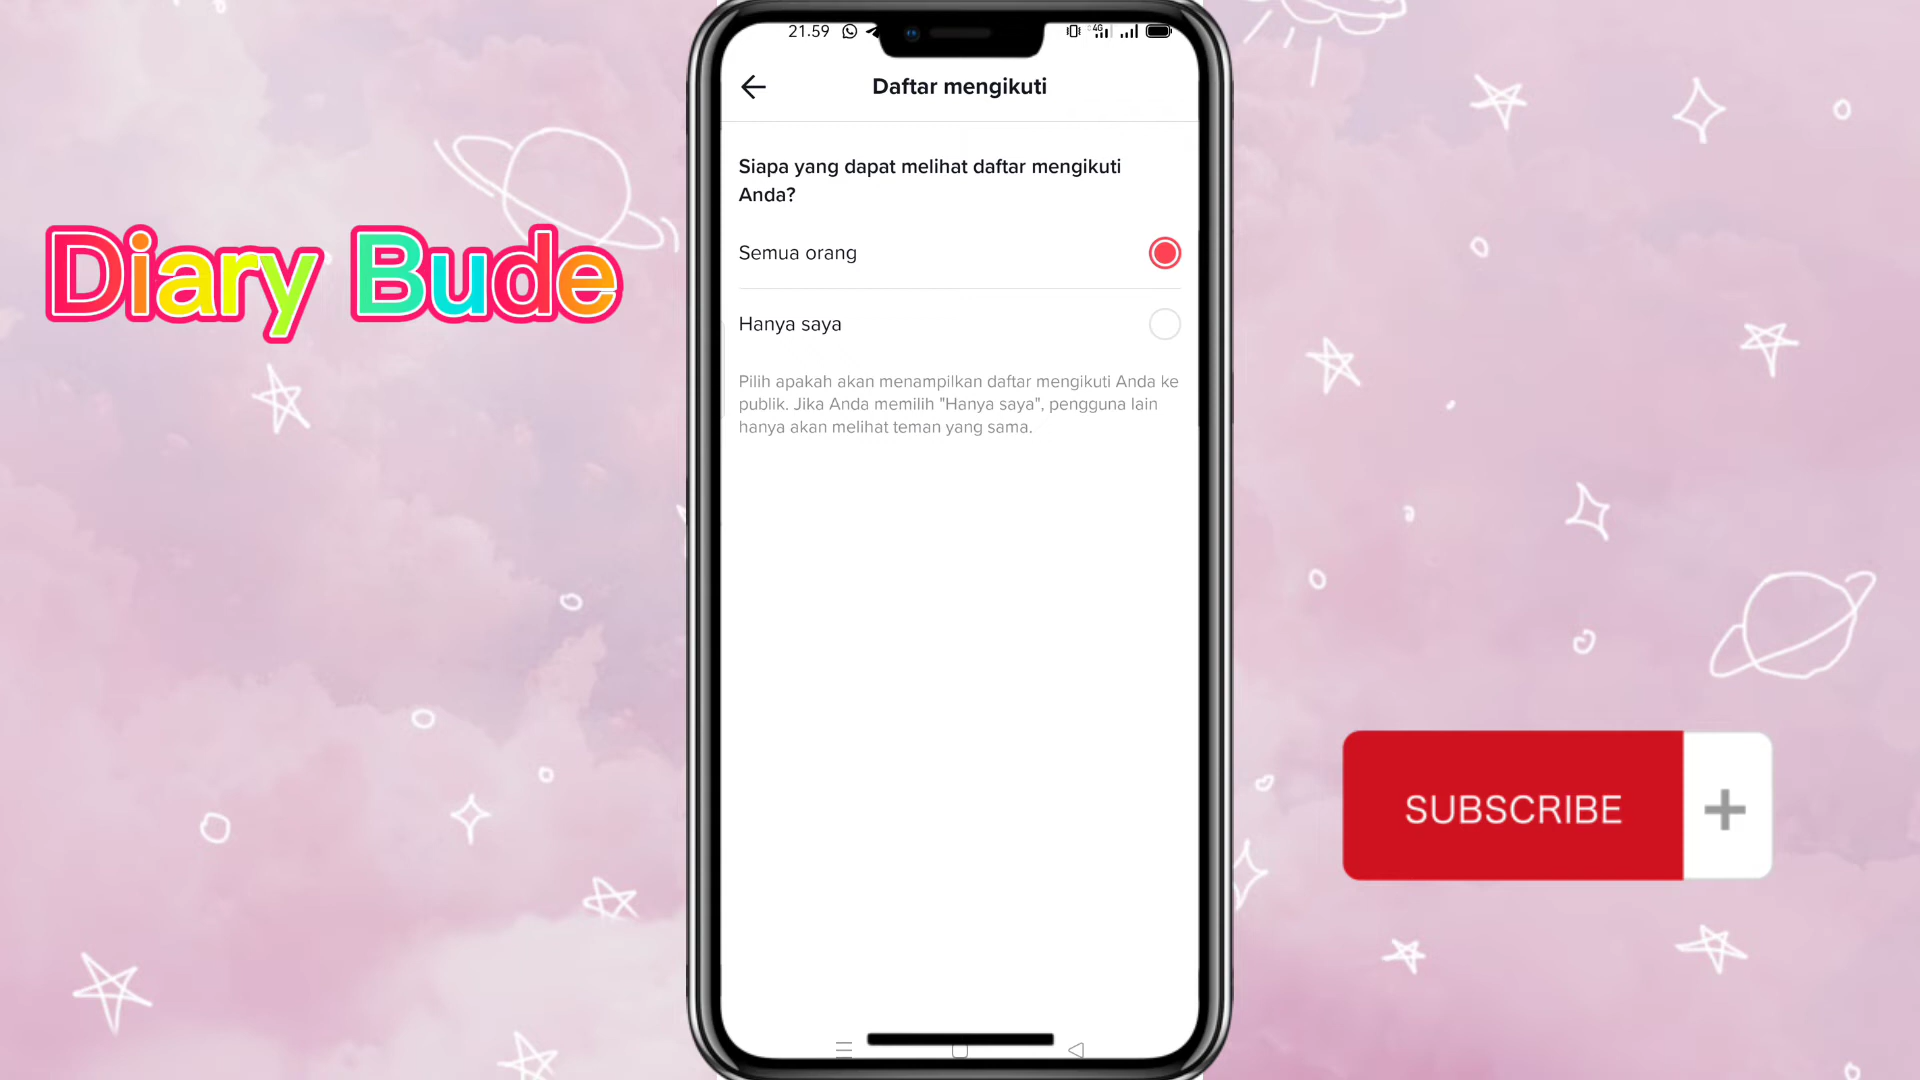 Diary Bude
21.59
4G
Daftar mengikuti
Siapa yang dapat melihat daftar mengikuti
Anda?
Semua orang
Hanya saya
Pilih apakah akan menampilkan daftar mengikuti Anda ke
publik. Jika Anda memilih "Hanya saya", pengguna lain
hanya akan melihat teman yang sama.
SUBSCRIBE